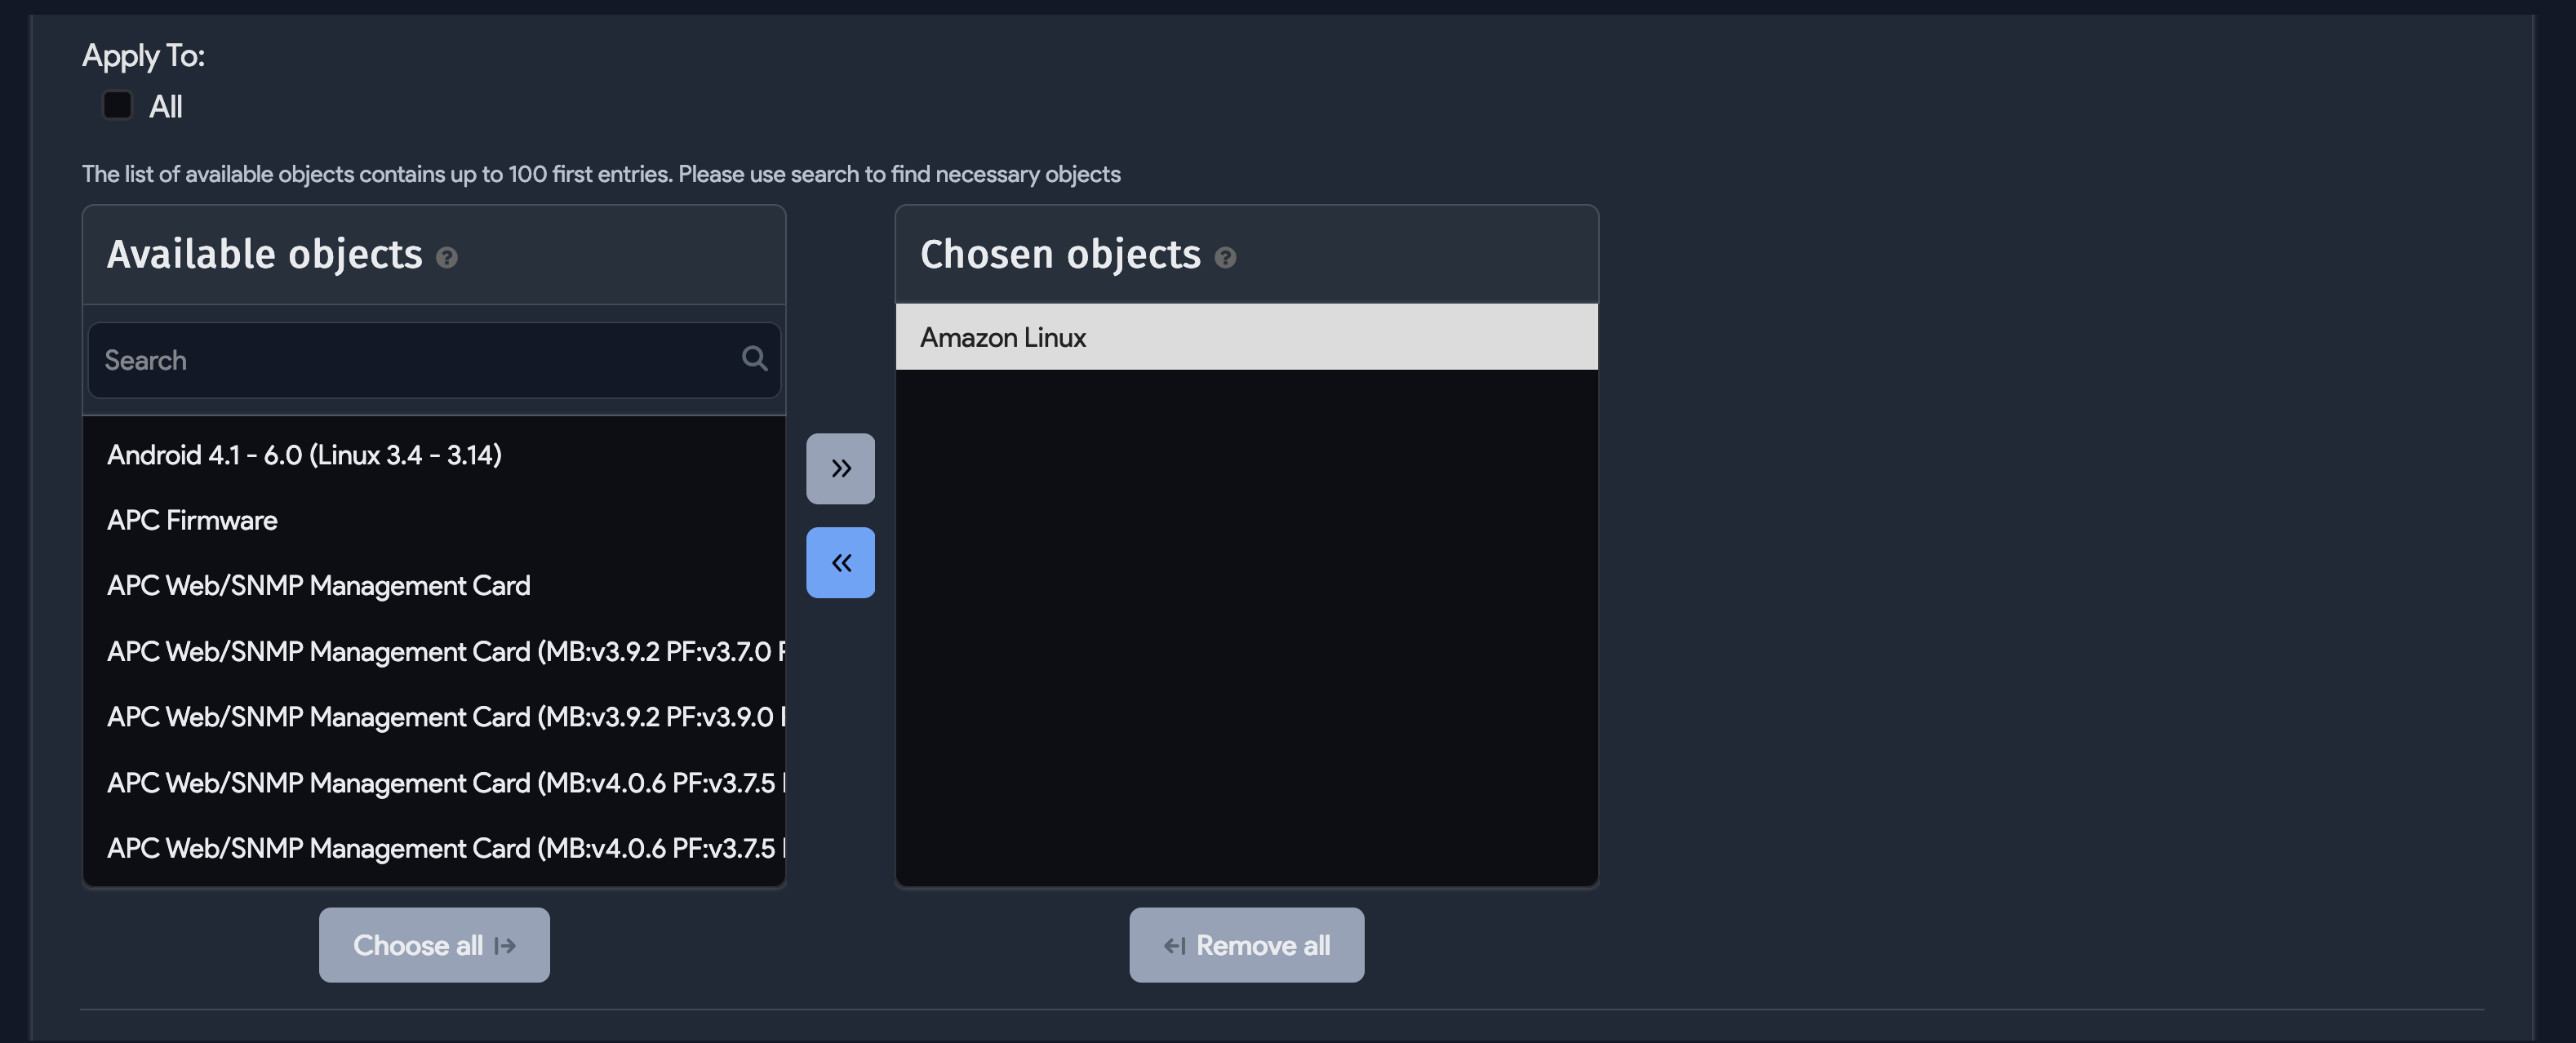 Apply To:
All
The list of available objects contains up to 100 first entries. Please use search to find necessary objects
Available objects ?
Chosen objects ?
Search
Amazon Linux
Android 4.1 - 6.0 (Linux 3.4 - 3.14)
APC Firmware
APC Web/SNMP Management Card
APC Web/SNMP Management Card (MB:v3.9.2 PF:v3.7.0
APC Web/SNMP Management Card (MB:v3.9.2 PF:v3.9.0
APC Web/SNMP Management Card (MB:v4.0.6 PF:v3.7.5
APC Web/SNMP Management Card (MB:v4.0.6 PF:v3.7.5
Choose all
Remove all